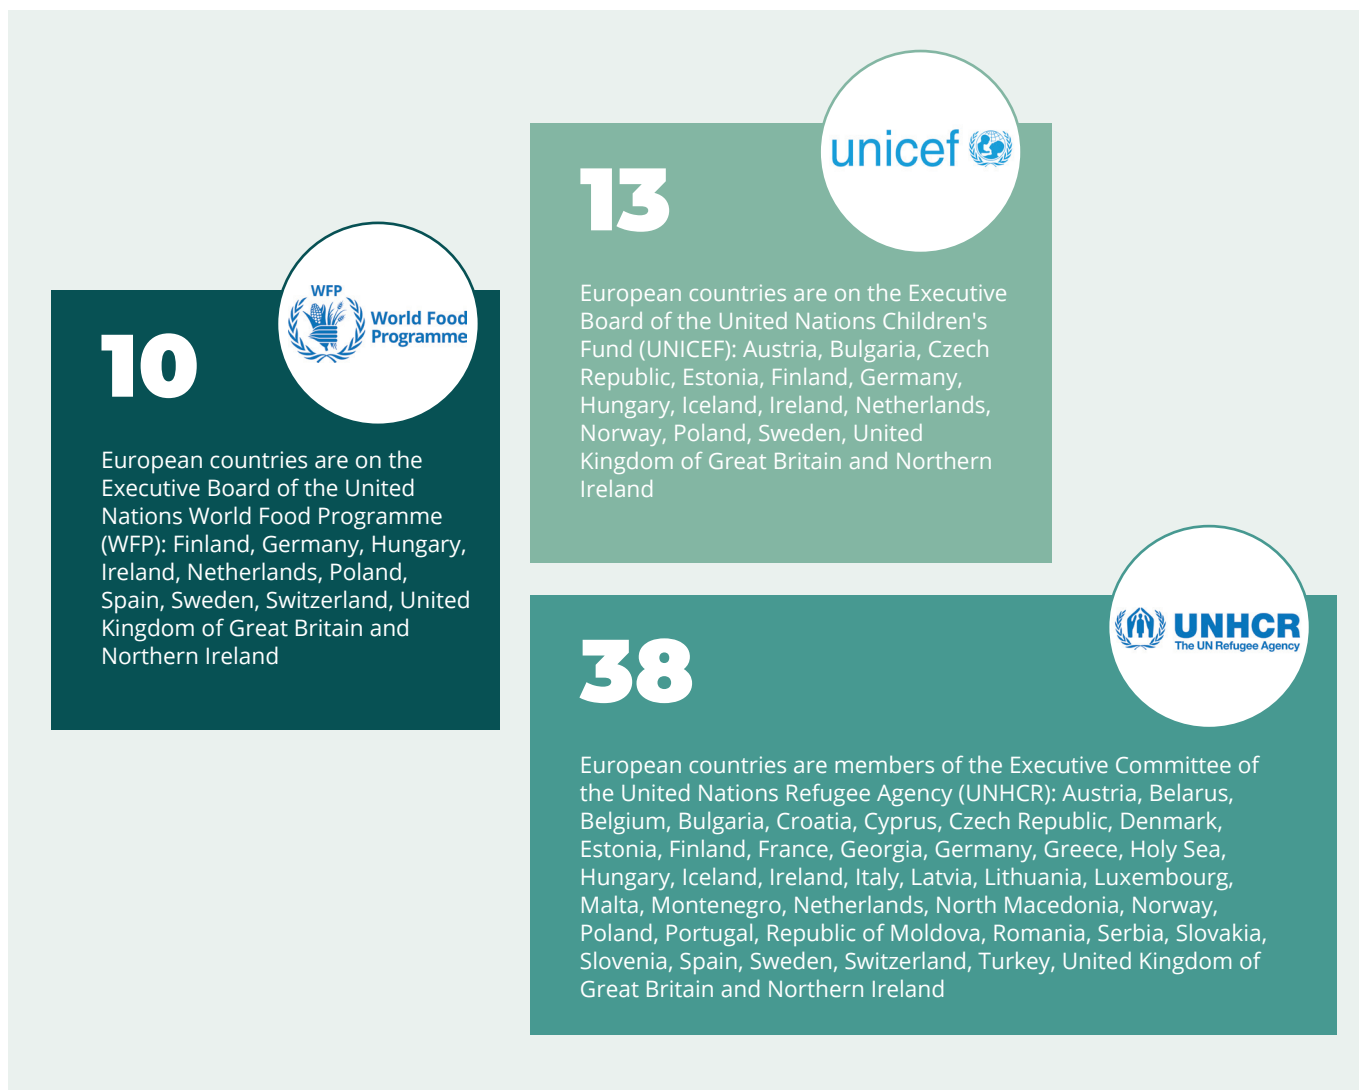 WFP
World Food
Programme
10
European countries are on the
Executive Board of the United
Nations World Food Programme
(WFP): Finland, Germany, Hungary,
Ireland, Netherlands, Poland,
Spain, Sweden, Switzerland, United
Kingdom of Great Britain and
Northern Ireland
unicef
13
European countries are on the Executive
Board of the United Nations Children's
Fund (UNICEF): Austria, Bulgaria, Czech
Republic, Estonia, Finland, Germany,
Hungary, Iceland, Ireland, Netherlands,
Norway, Poland, Sweden, United
Kingdom of Great Britain and Northern
Ireland
UNHCR
The UN Refugee Agency
38
European countries are members of the Executive Committee of
the United Nations Refugee Agency (UNHCR): Austria, Belarus,
Belgium, Bulgaria, Croatia, Cyprus, Czech Republic, Denmark,
Estonia, Finland, France, Georgia, Germany, Greece, Holy Sea,
Hungary, Iceland, Ireland, Italy, Latvia, Lithuania, Luxembourg,
Malta, Montenegro, Netherlands, North Macedonia, Norway,
Poland, Portugal, Republic of Moldova, Romania, Serbia, Slovakia,
Slovenia, Spain, Sweden, Switzerland, Turkey, United Kingdom of
Great Britain and Northern Ireland